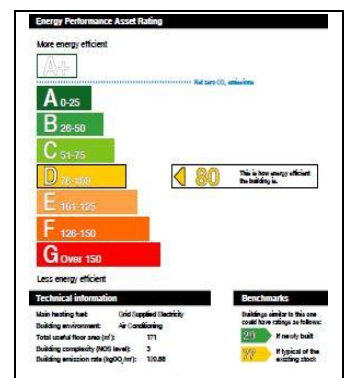 Energy Performance Asset Rating
More energy efficient
A+
Net zero CO₂ emissions
A 0-25
B 26-50
C 51-75
D 76-100
80
This is how energy efficient
the building is.
E 101-125
F 126-150
G Over 150
Less energy efficient
Technical information
Main heating fuel: Grid Supplied Electricity
Building environment: Air Conditioning
Total useful floor area (m²): 171
Building complexity (NOS level): 3
Building emission rate (kgCO₂/m²): 120.88
Benchmarks
Buildings similar to this one
could have ratings as follows:
29 If newly built
77 If typical of the
existing stock